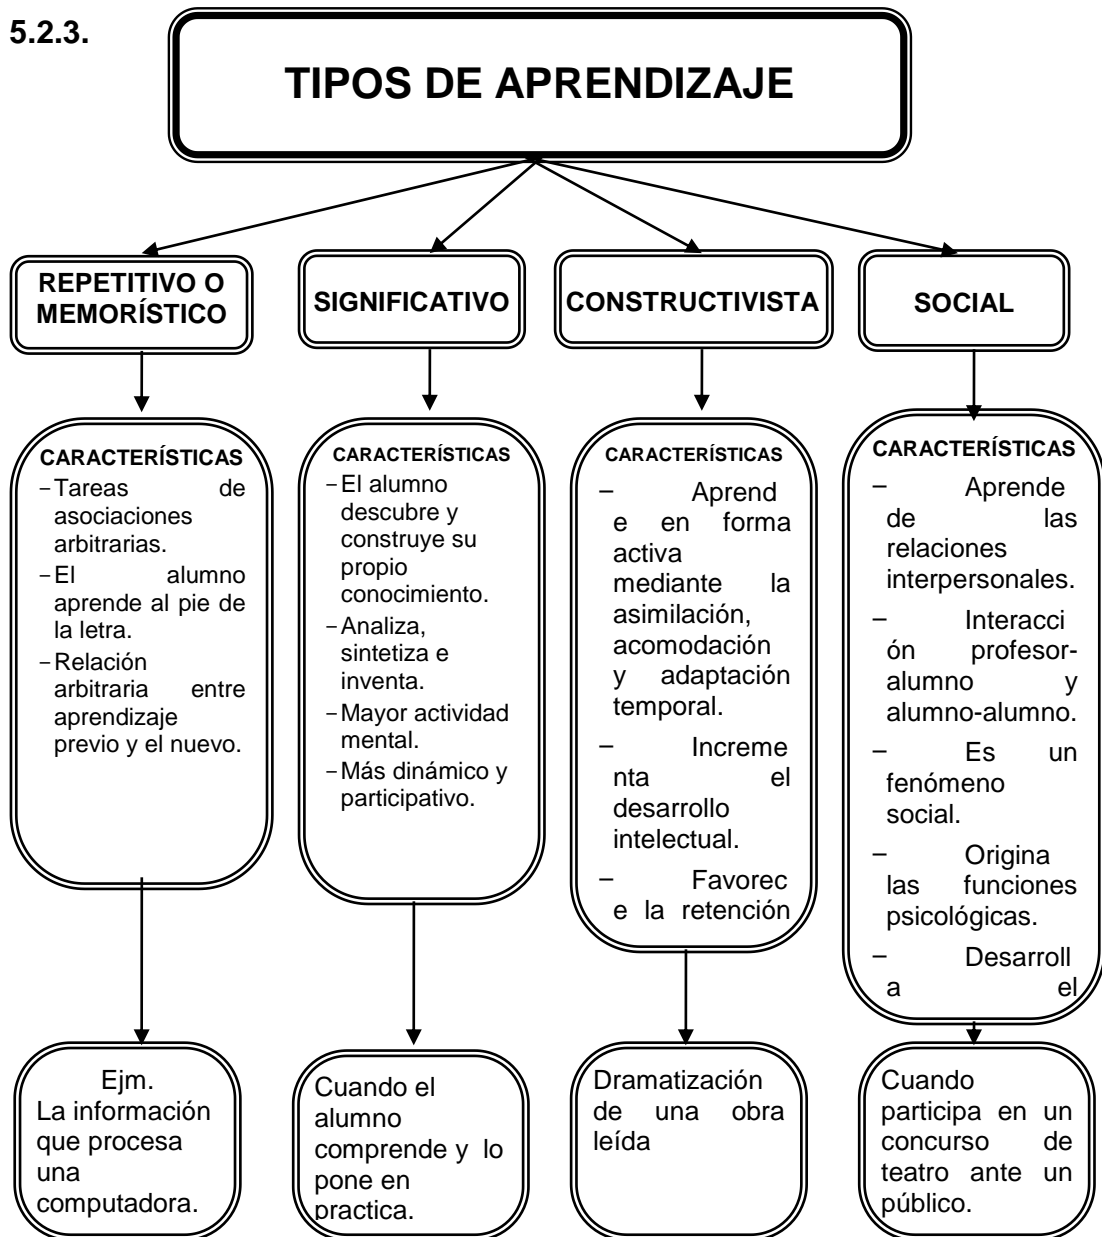 5.2.3.
TIPOS DE APRENDIZAJE
REPETITIVO O
MEMORÍSTICO
SIGNIFICATIVO
CONSTRUCTIVISTA
SOCIAL
CARACTERÍSTICAS
–Tareas de
asociaciones
arbitrarias.
–El alumno
aprende al pie de
la letra.
–Relación
arbitraria entre
aprendizaje
previo y el nuevo.
CARACTERÍSTICAS
–El alumno
descubre y
construye su
propio
conocimiento.
–Analiza,
sintetiza e
inventa.
–Mayor actividad
mental.
–Más dinámico y
participativo.
CARACTERÍSTICAS
– Aprend
e en forma
activa
mediante la
asimilación,
acomodación
y adaptación
temporal.
– Increme
nta el
desarrollo
intelectual.
– Favorec
e la retención
CARACTERÍSTICAS
– Aprende
de las
relaciones
interpersonales.
– Interacci
ón profesor-
alumno y
alumno-alumno.
– Es un
fenómeno
social.
– Origina
las funciones
psicológicas.
– Desarroll
a el
Ejm.
La información
que procesa
una
computadora.
Cuando el
alumno
comprende y lo
pone en
practica.
Dramatización
de una obra
leída
Cuando
participa en un
concurso de
teatro ante un
público.